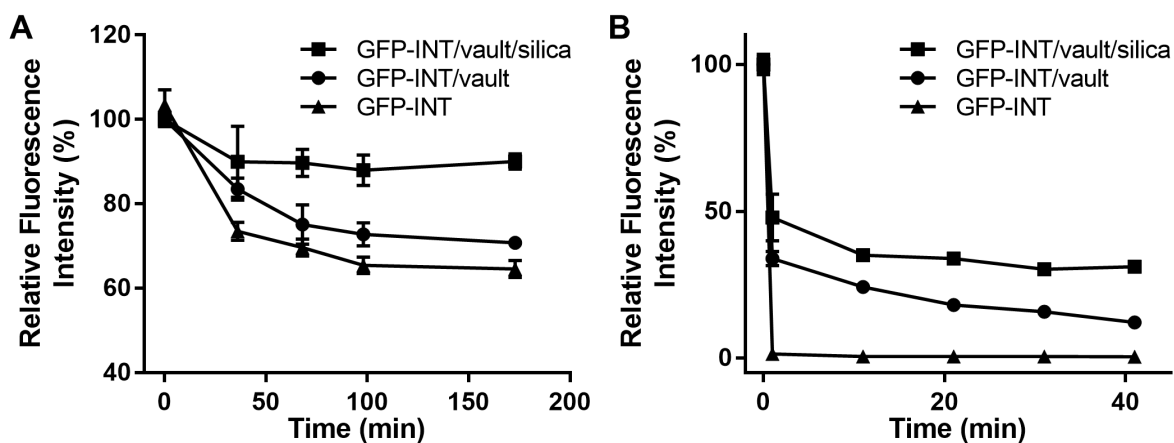 A
120
100
80
60
40
Relative Fluorescence
Intensity (%)
GFP-INT/vault/silica
GFP-INT/vault
GFP-INT
0
50
100
150
200
Time (min)
B
100
50
0
Relative Fluorescence
Intensity (%)
GFP-INT/vault/silica
GFP-INT/vault
GFP-INT
0
20
40
Time (min)